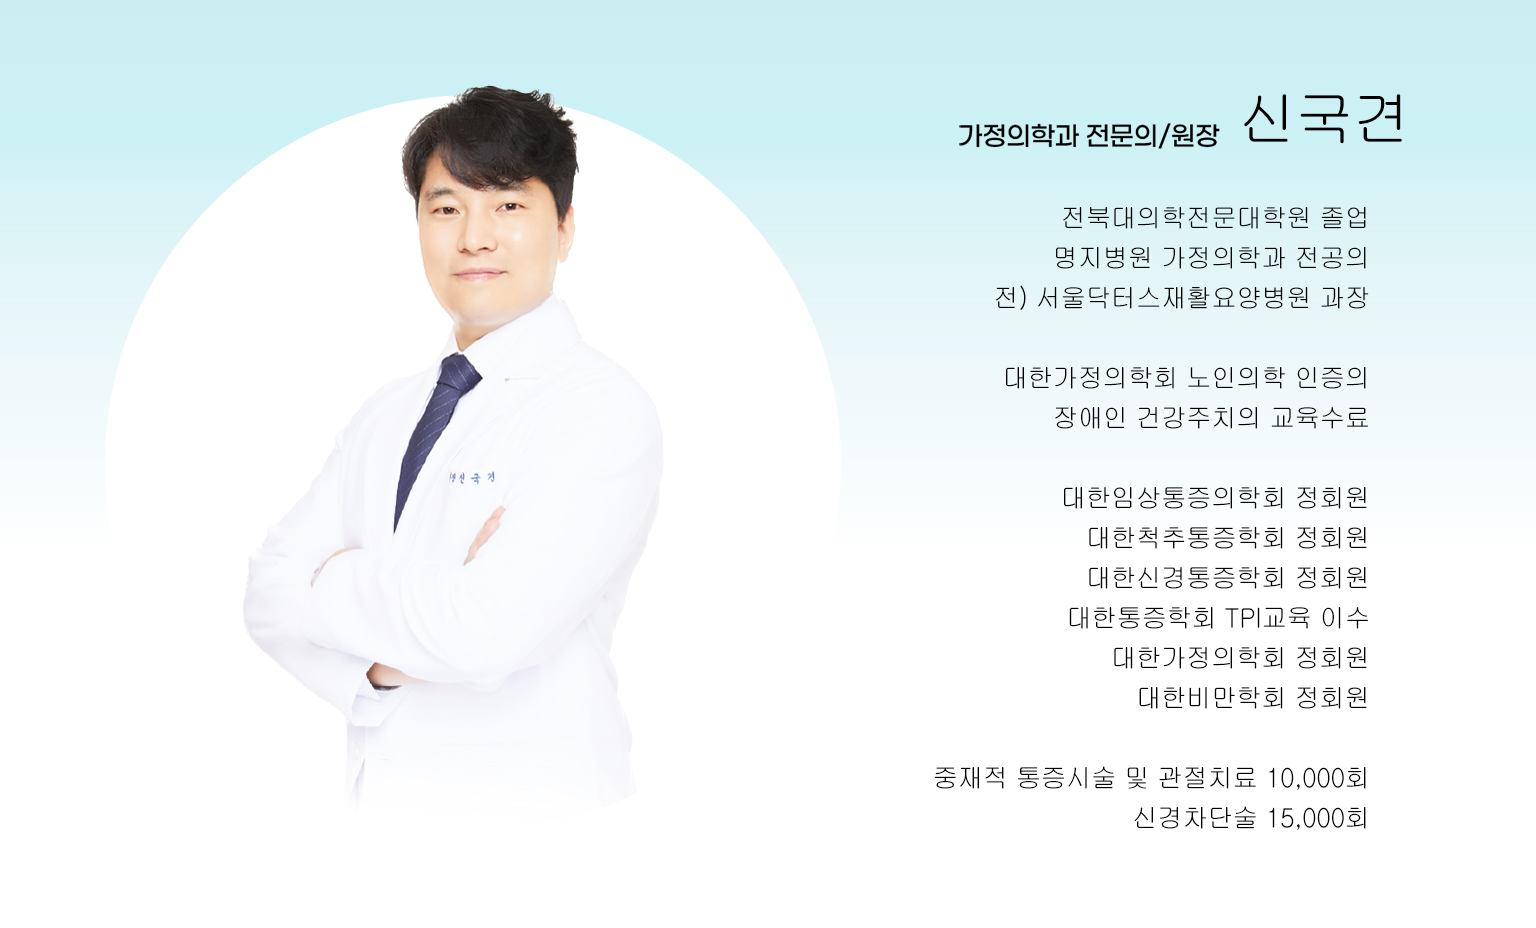 가정의학과 전문의/원장 신국견
전북대의학전문대학원 졸업
명지병원 가정의학과 전공의
전) 서울닥터스재활요양병원 과장
대한가정의학회 노인의학 인증의
장애인 건강주치의 교육수료
대한임상통증의학회 정회원
대한척추통증학회 정회원
대한신경통증학회 정회원
대한통증학회 TPI교육 이수
대한가정의학회 정회원
대한비만학회 정회원
중재적 통증시술 및 관절치료 10,000회
신경차단술 15,000회
신국견